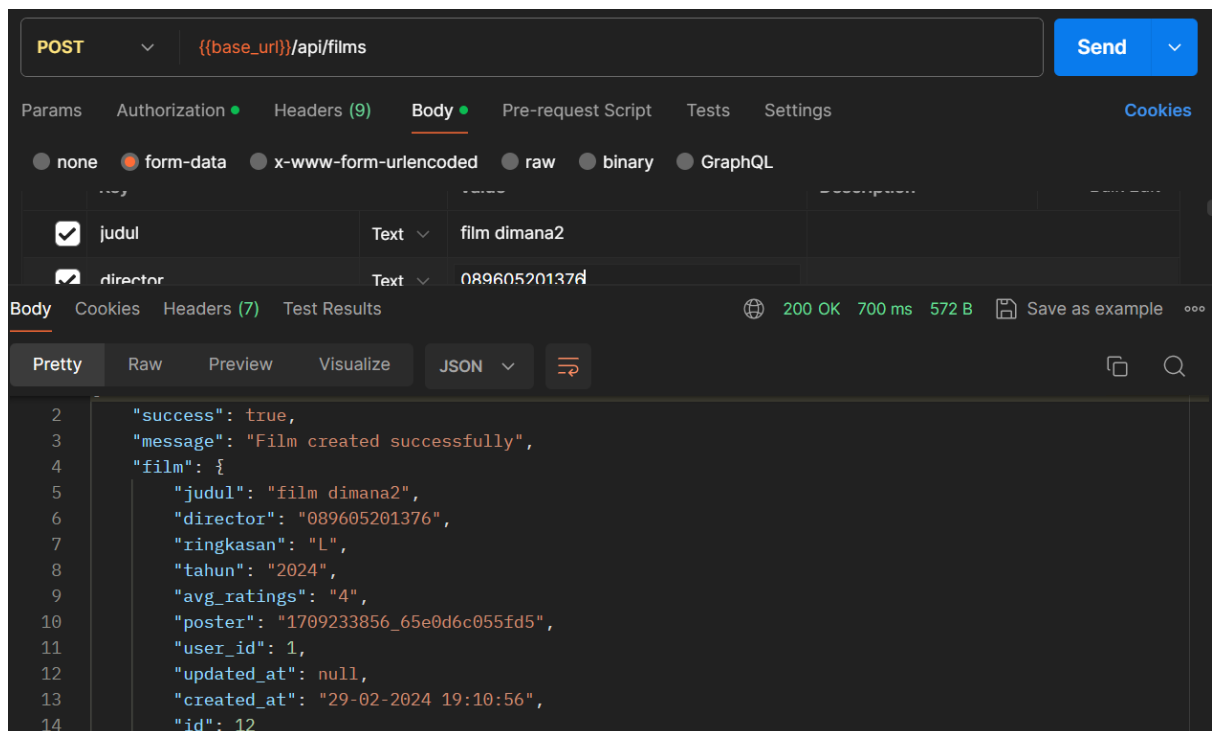 POST {{base_url}}/api/films Send
Params Authorization Headers (9) Body Pre-request Script Tests Settings Cookies
none form-data x-www-form-urlencoded raw binary GraphQL
judul Text film dimana2
director Text 089605201376
Body Cookies Headers (7) Test Results 200 OK 700 ms 572 B Save as example
Pretty Raw Preview Visualize JSON
2 "success": true,
3 "message": "Film created successfully",
4 "film": {
5 "judul": "film dimana2",
6 "director": "089605201376",
7 "ringkasan": "L",
8 "tahun": "2024",
9 "avg_ratings": "4",
10 "poster": "1709233856_65e0d6c055fd5",
11 "user_id": 1,
12 "updated_at": null,
13 "created_at": "29-02-2024 19:10:56",
14 "id": 12